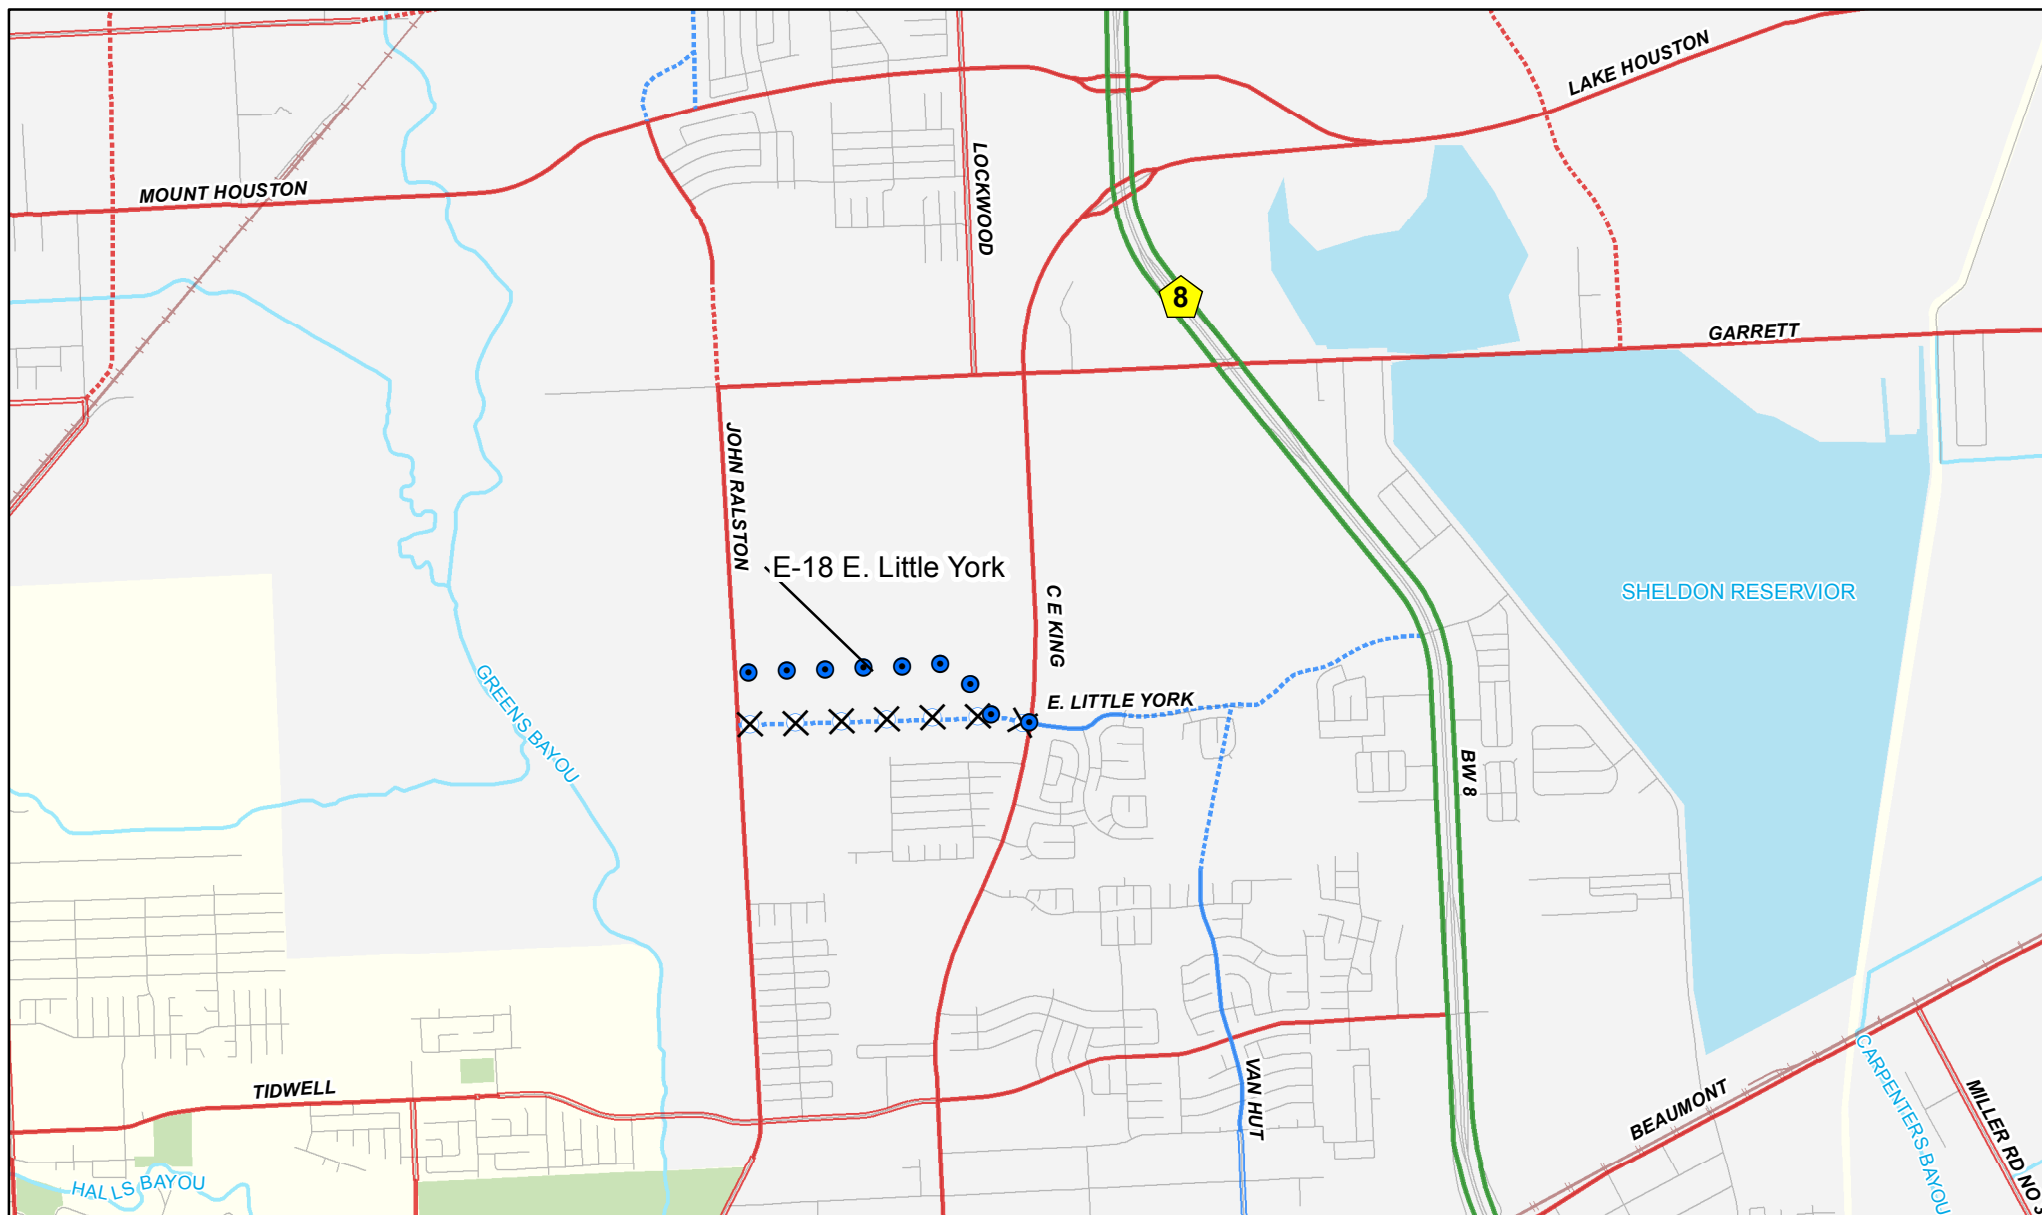 LAKE HOUSTON
MOUNT HOUSTON
LOCKWOOD
8
GARRETT
JOHN RALSTON
E-18 E. Little York
C E KING
SHELDON RESERVIOR
GREENS BAYOU
E. LITTLE YORK
BW 8
TIDWELL
VAN HUT
BEAUMONT
CARPENTERS BAYOU
MILLER RD NO
HALLS BAYOU